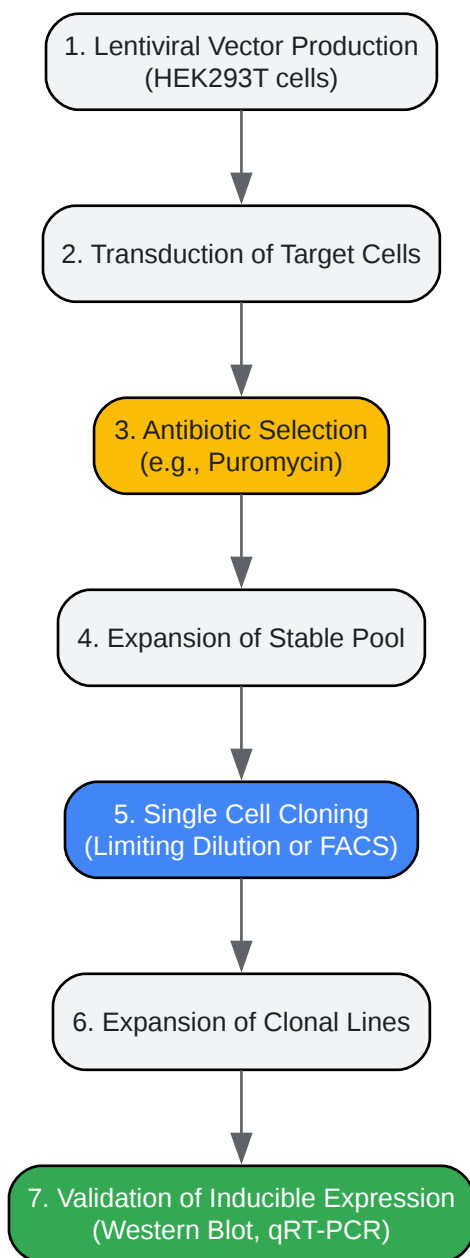 1. Lentiviral Vector Production
(HEK293T cells)
2. Transduction of Target Cells
3. Antibiotic Selection
(e.g., Puromycin)
4. Expansion of Stable Pool
5. Single Cell Cloning
(Limiting Dilution or FACS)
6. Expansion of Clonal Lines
7. Validation of Inducible Expression
(Western Blot, qRT-PCR)